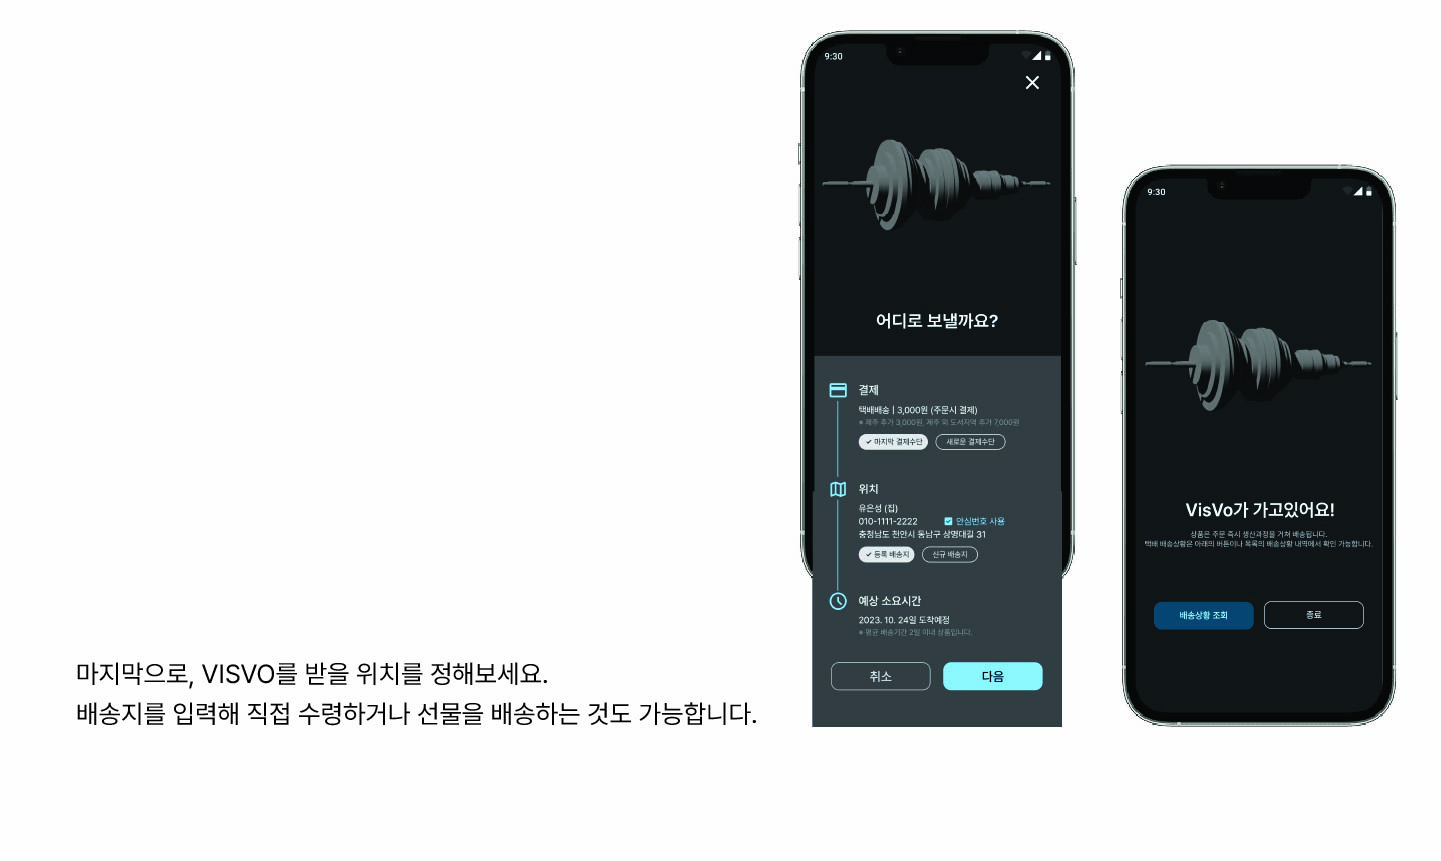 마지막으로, VISVO를 받을 위치를 정해보세요.
배송지를 입력해 직접 수령하거나 선물을 배송하는 것도 가능합니다.
9:30
어디로 보낼까요?
결제
택배배송 | 3,000원 (주문시 결제)
※ 제주 추가 3,000원, 제주 외 도서지역 추가 7,000원
마지막 결제수단
새로운 결제수단
위치
유은성 (집)
010-1111-2222
안심번호 사용
충청남도 천안시 동남구 상명대길 31
등록 배송지
신규 배송지
예상 소요시간
2023. 10. 24일 도착예정
※ 평균 배송기간 2일 이내 상품입니다.
취소
다음
9:30
VisVo가 가고있어요!
상품은 주문 즉시 생산과정을 거쳐 배송됩니다.
택배 배송상황은 아래의 버튼이나 목록의 배송상황 내역에서 확인 가능합니다.
배송상황 조회
종료